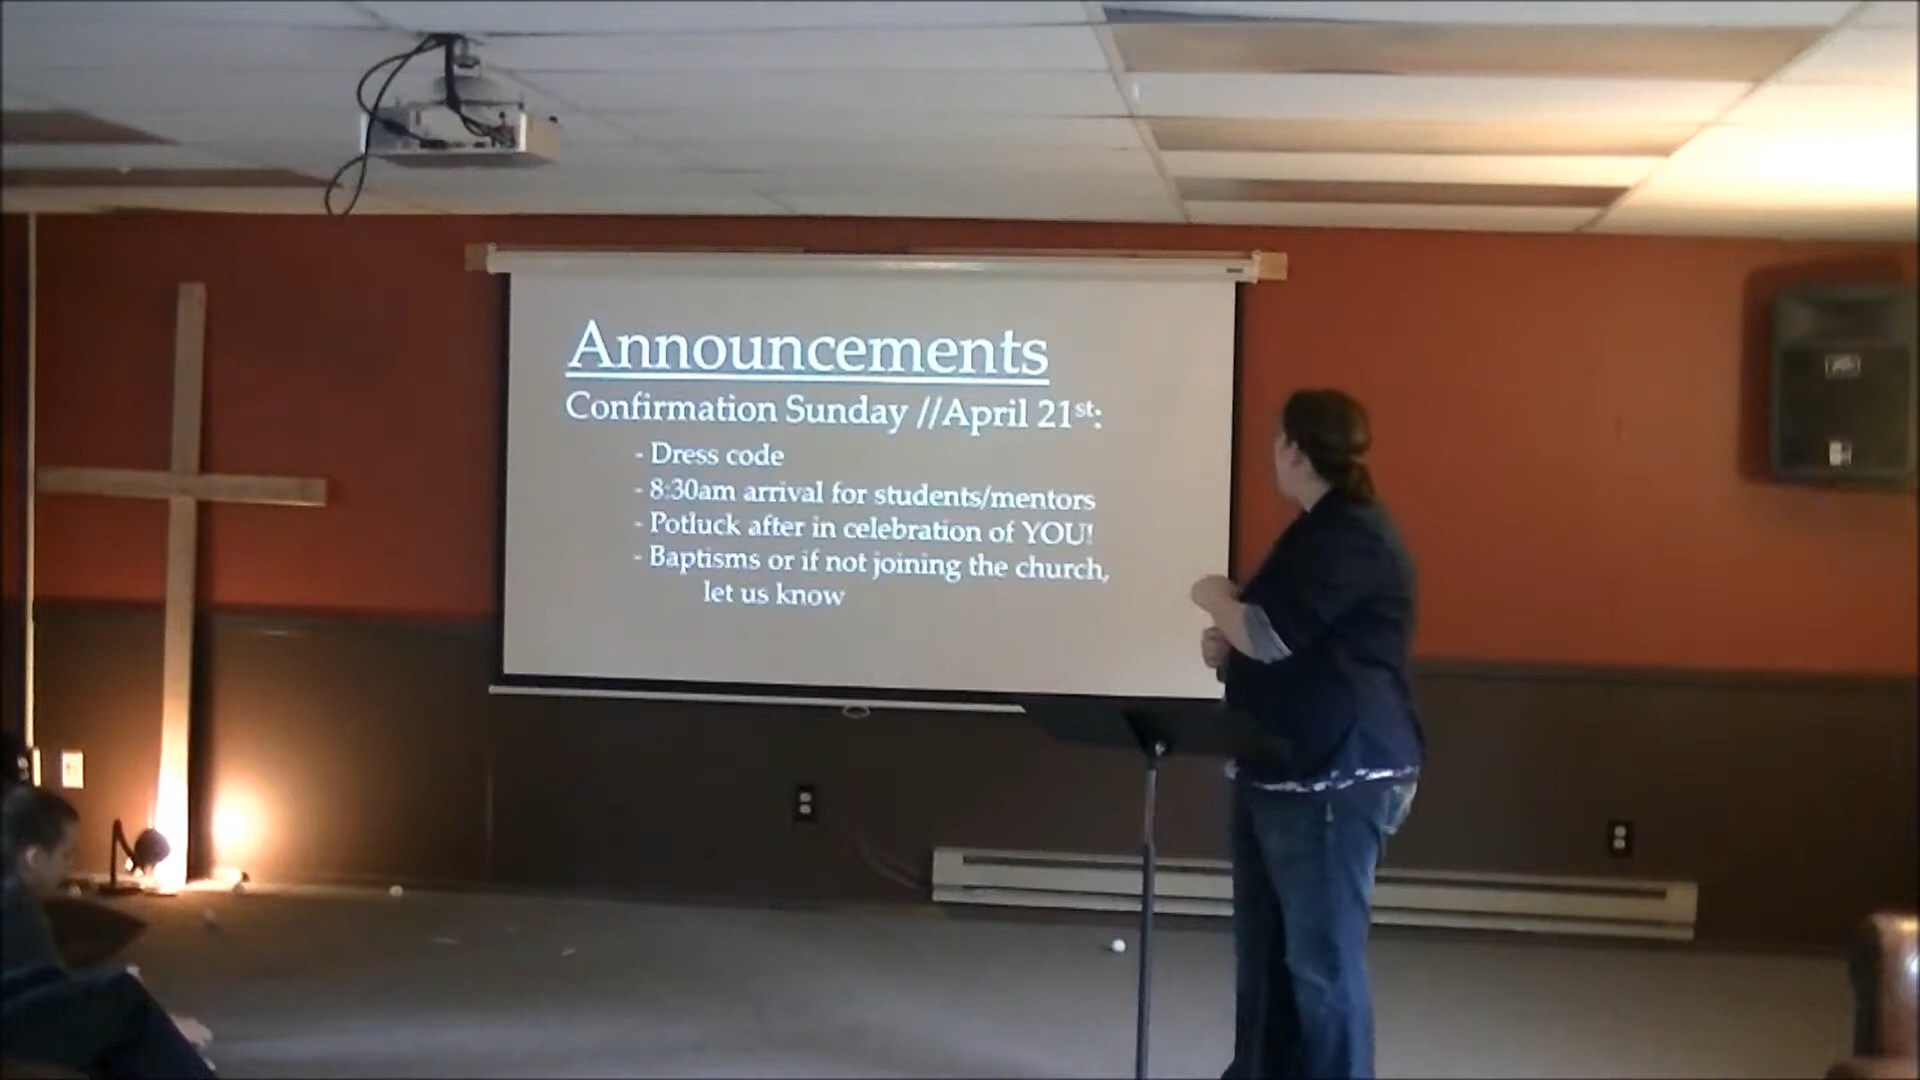 Announcements
Confirmation Sunday //April 21st:
- Dress code
- 8:30am arrival for students/mentors
- Potluck after in celebration of YOU!
- Baptisms or if not joining the church,
let us know